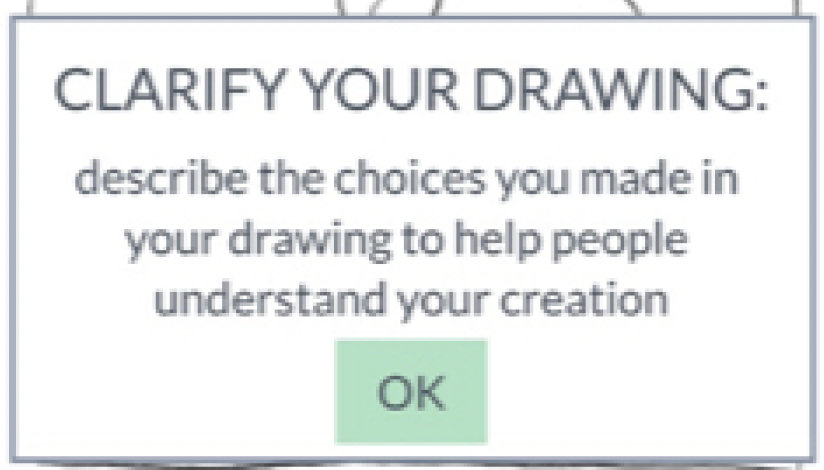 CLARIFY YOUR DRAWING:
describe the choices you made in
your drawing to help people
understand your creation
OK